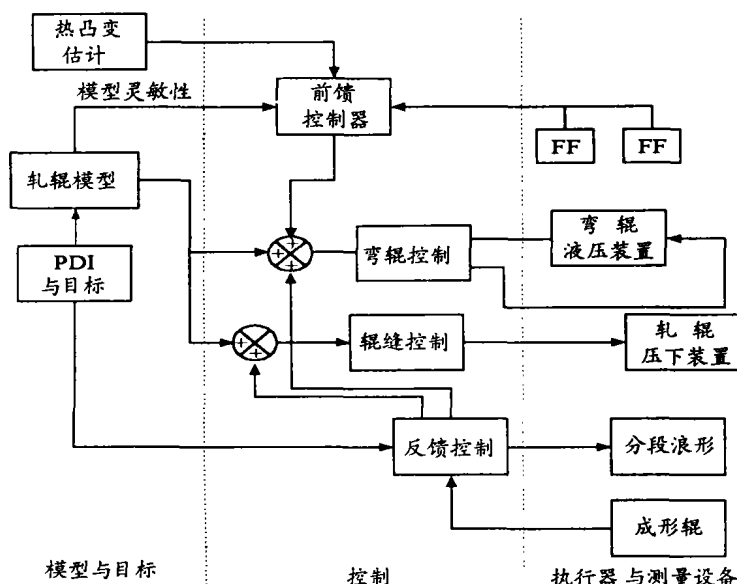 热凸变
估计
模型灵敏性
前馈
控制器
FF
FF
轧辊模型
PDI
与目标
弯辊控制
弯辊
液压装置
辊缝控制
轧辊
压下装置
反馈控制
分段浪形
成形辊
模型与目标
控制
执行器与测量设备